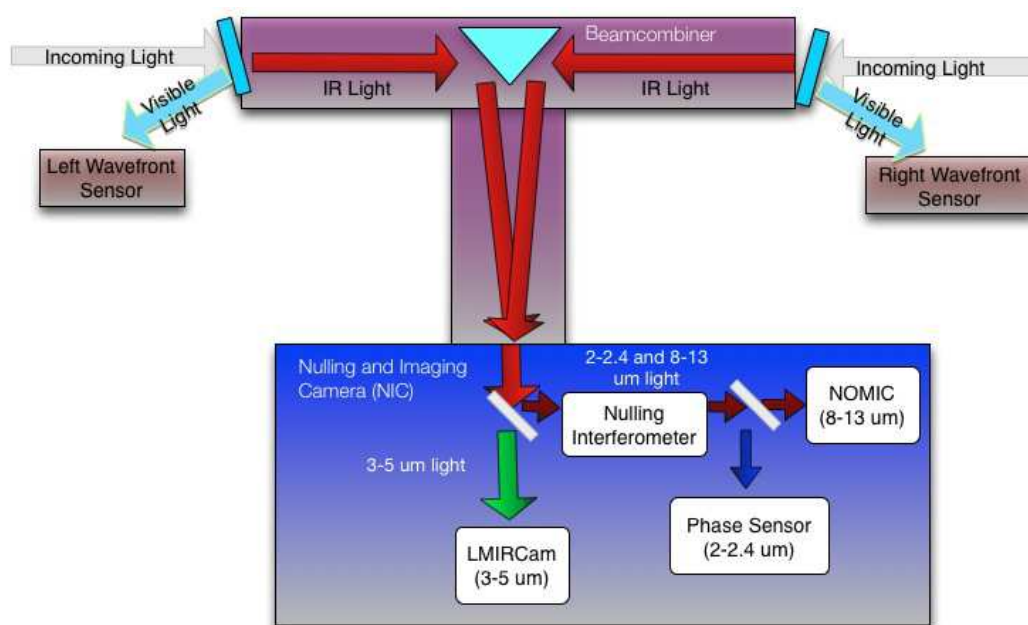 Beamcombiner
Incoming Light
IR Light
IR Light
Incoming Light
Visible
Light
Visible
Light
Left Wavefront
Sensor
Right Wavefront
Sensor
Nulling and Imaging
Camera (NIC)
2-2.4 and 8-13
um light
NOMIC
(8-13 um)
Nulling
Interferometer
3-5 um light
Phase Sensor
(2-2.4 um)
LMIRCam
(3-5 um)